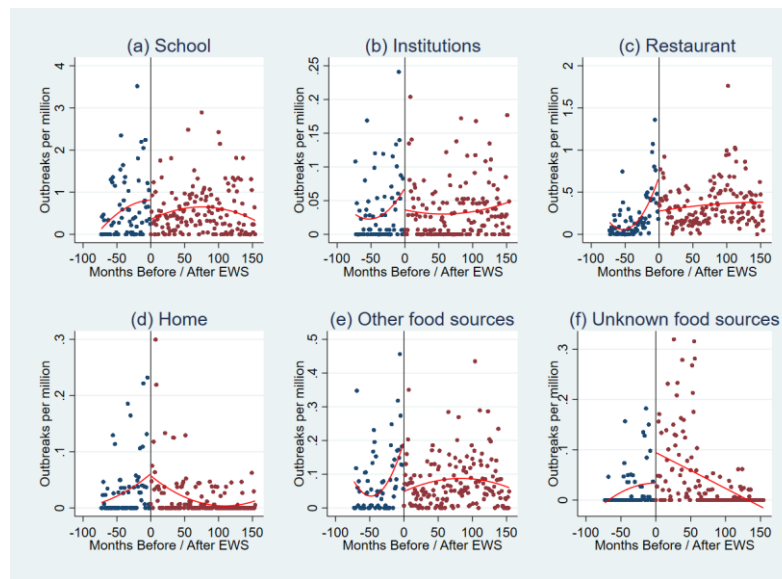 (a) School
(b) Institutions
(c) Restaurant
Outbreaks per million
4
3
2
1
0
-100 -50 0 50 100 150
Months Before / After EWS
Outbreaks per million
.25
.2
.15
.1
.05
0
-100 -50 0 50 100 150
Months Before / After EWS
Outbreaks per million
2
1.5
1
.5
0
-100 -50 0 50 100 150
Months Before / After EWS
(d) Home
(e) Other food sources
(f) Unknown food sources
Outbreaks per million
.3
.2
.1
0
-100 -50 0 50 100 150
Months Before / After EWS
Outbreaks per million
.5
.4
.3
.2
.1
0
-100 -50 0 50 100 150
Months Before / After EWS
Outbreaks per million
.3
.2
.1
0
-100 -50 0 50 100 150
Months Before / After EWS